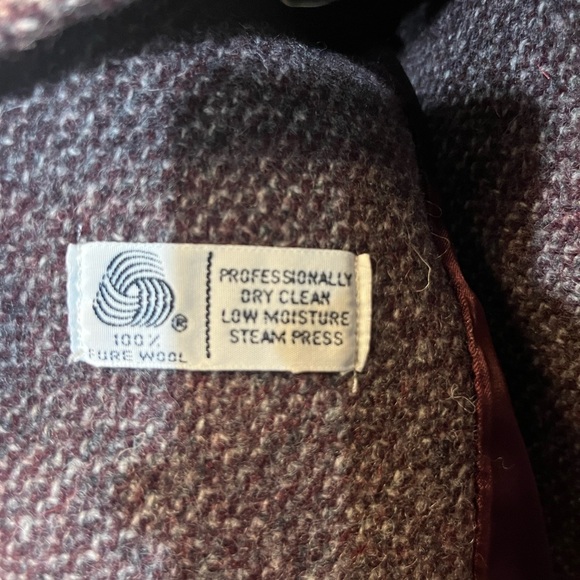 ®
100%
PURE WOOL
PROFESSIONALLY
DRY CLEAN
LOW MOISTURE
STEAM PRESS